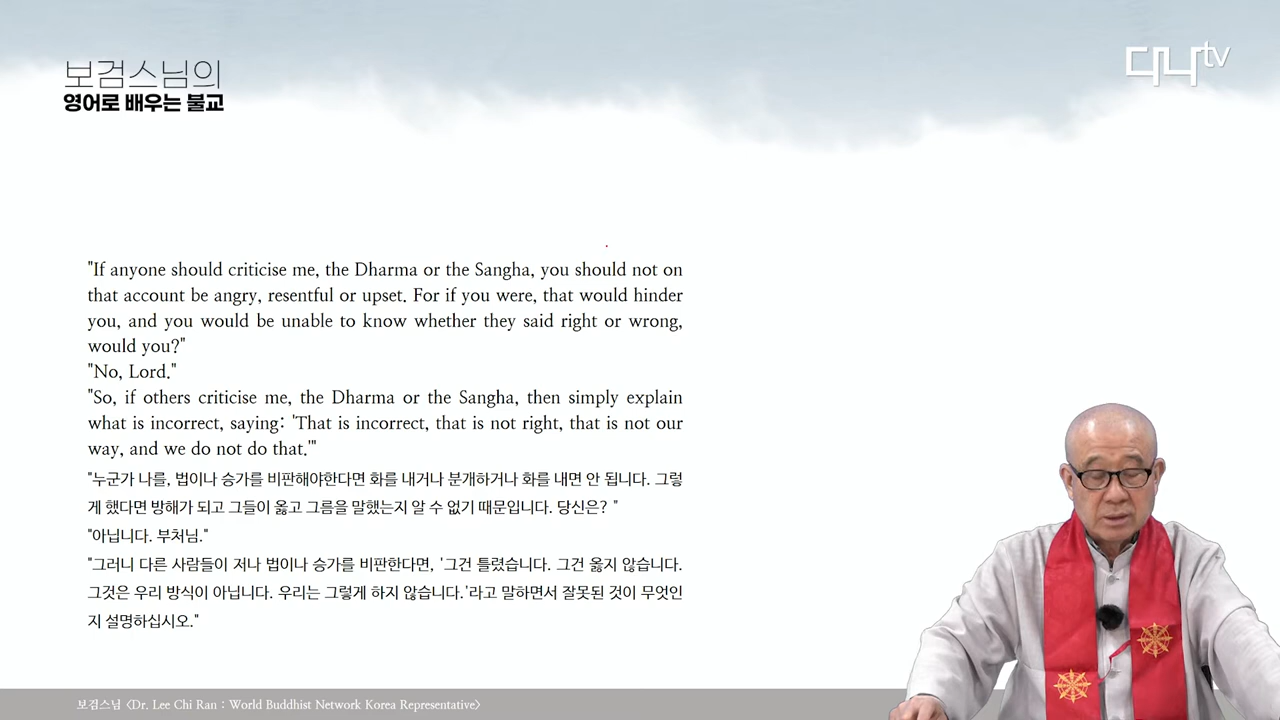 보검스님의
영어로 배우는 불교
다나tv
"If anyone should criticise me, the Dharma or the Sangha, you should not on
that account be angry, resentful or upset. For if you were, that would hinder
you, and you would be unable to know whether they said right or wrong,
would you?"
"No, Lord."
"So, if others criticise me, the Dharma or the Sangha, then simply explain
what is incorrect, saying: 'That is incorrect, that is not right, that is not our
way, and we do not do that.'"
"누군가 나를, 법이나 승가를 비판해야한다면 화를 내거나 분개하거나 화를 내면 안 됩니다. 그렇
게 했다면 방해가 되고 그들이 옳고 그름을 말했는지 알 수 없기 때문입니다. 당신은? "
"아닙니다. 부처님."
"그러니 다른 사람들이 저나 법이나 승가를 비판한다면, '그건 틀렸습니다. 그건 옳지 않습니다.
그것은 우리 방식이 아닙니다. 우리는 그렇게 하지 않습니다.'라고 말하면서 잘못된 것이 무엇인
지 설명하십시오."
보검스님 <Dr. Lee Chi Ran : World Buddhist Network Korea Representative>